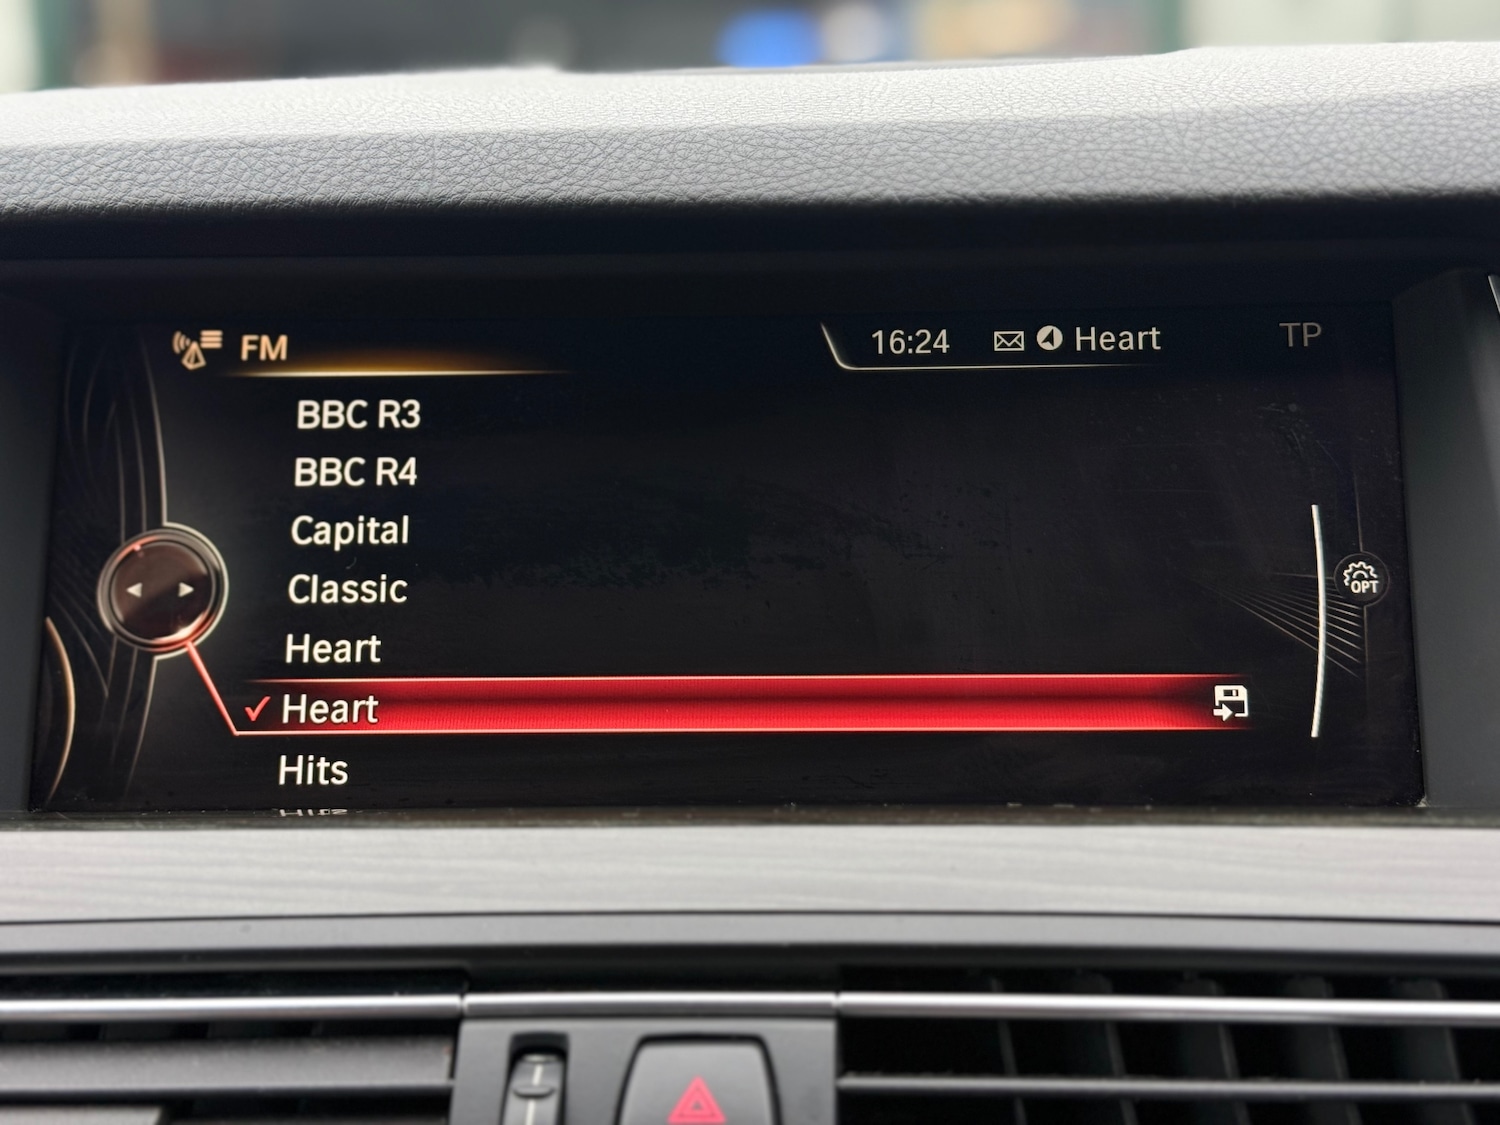 FM
16:24 Heart TP
BBC R3
BBC R4
Capital
Classic
OPT
Heart
Heart
Hits